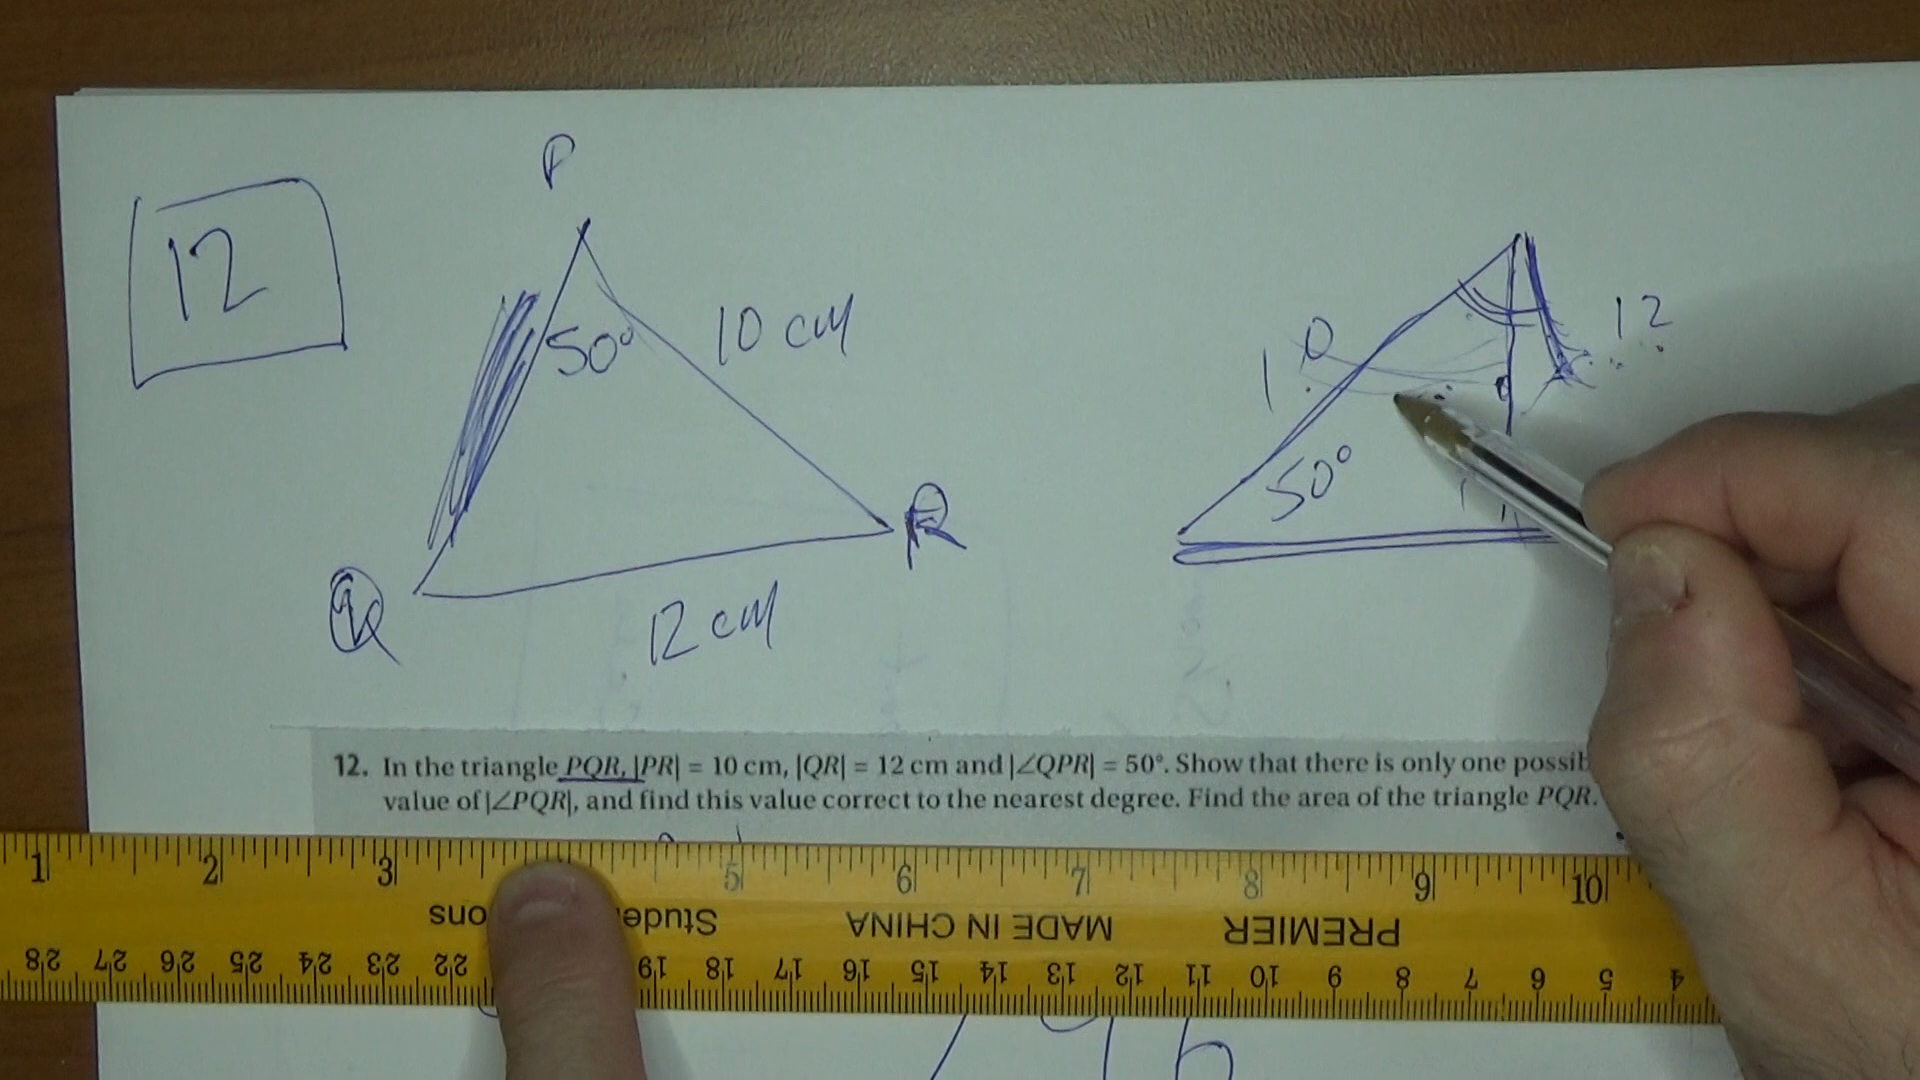 P
12
50°
10 cm
10
12
50°
R
Q
12 cm
12. In the triangle PQR, |PR| = 10 cm, |QR| = 12 cm and |∠QPR| = 50°. Show that there is only one
value of |∠PQR|, and find this value correct to the nearest degree. Find the area of the triangle PQR.
1 2 3 5 6 7 8 9 10
MADE IN CHINA PREMIER
28 27 26 25 24 23 22 19 18 17 16 15 14 13 12 11 10 9 8 7 6 5 4